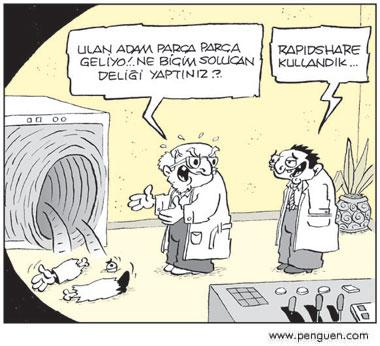 ULAN ADAM PARÇA PARÇA
GELİYO!. NE BİÇİM SOLUCAN
DELİĞİ YAPTINIZ?.
RAPIDSHARE
KULLANDIK...
www.penguen.com